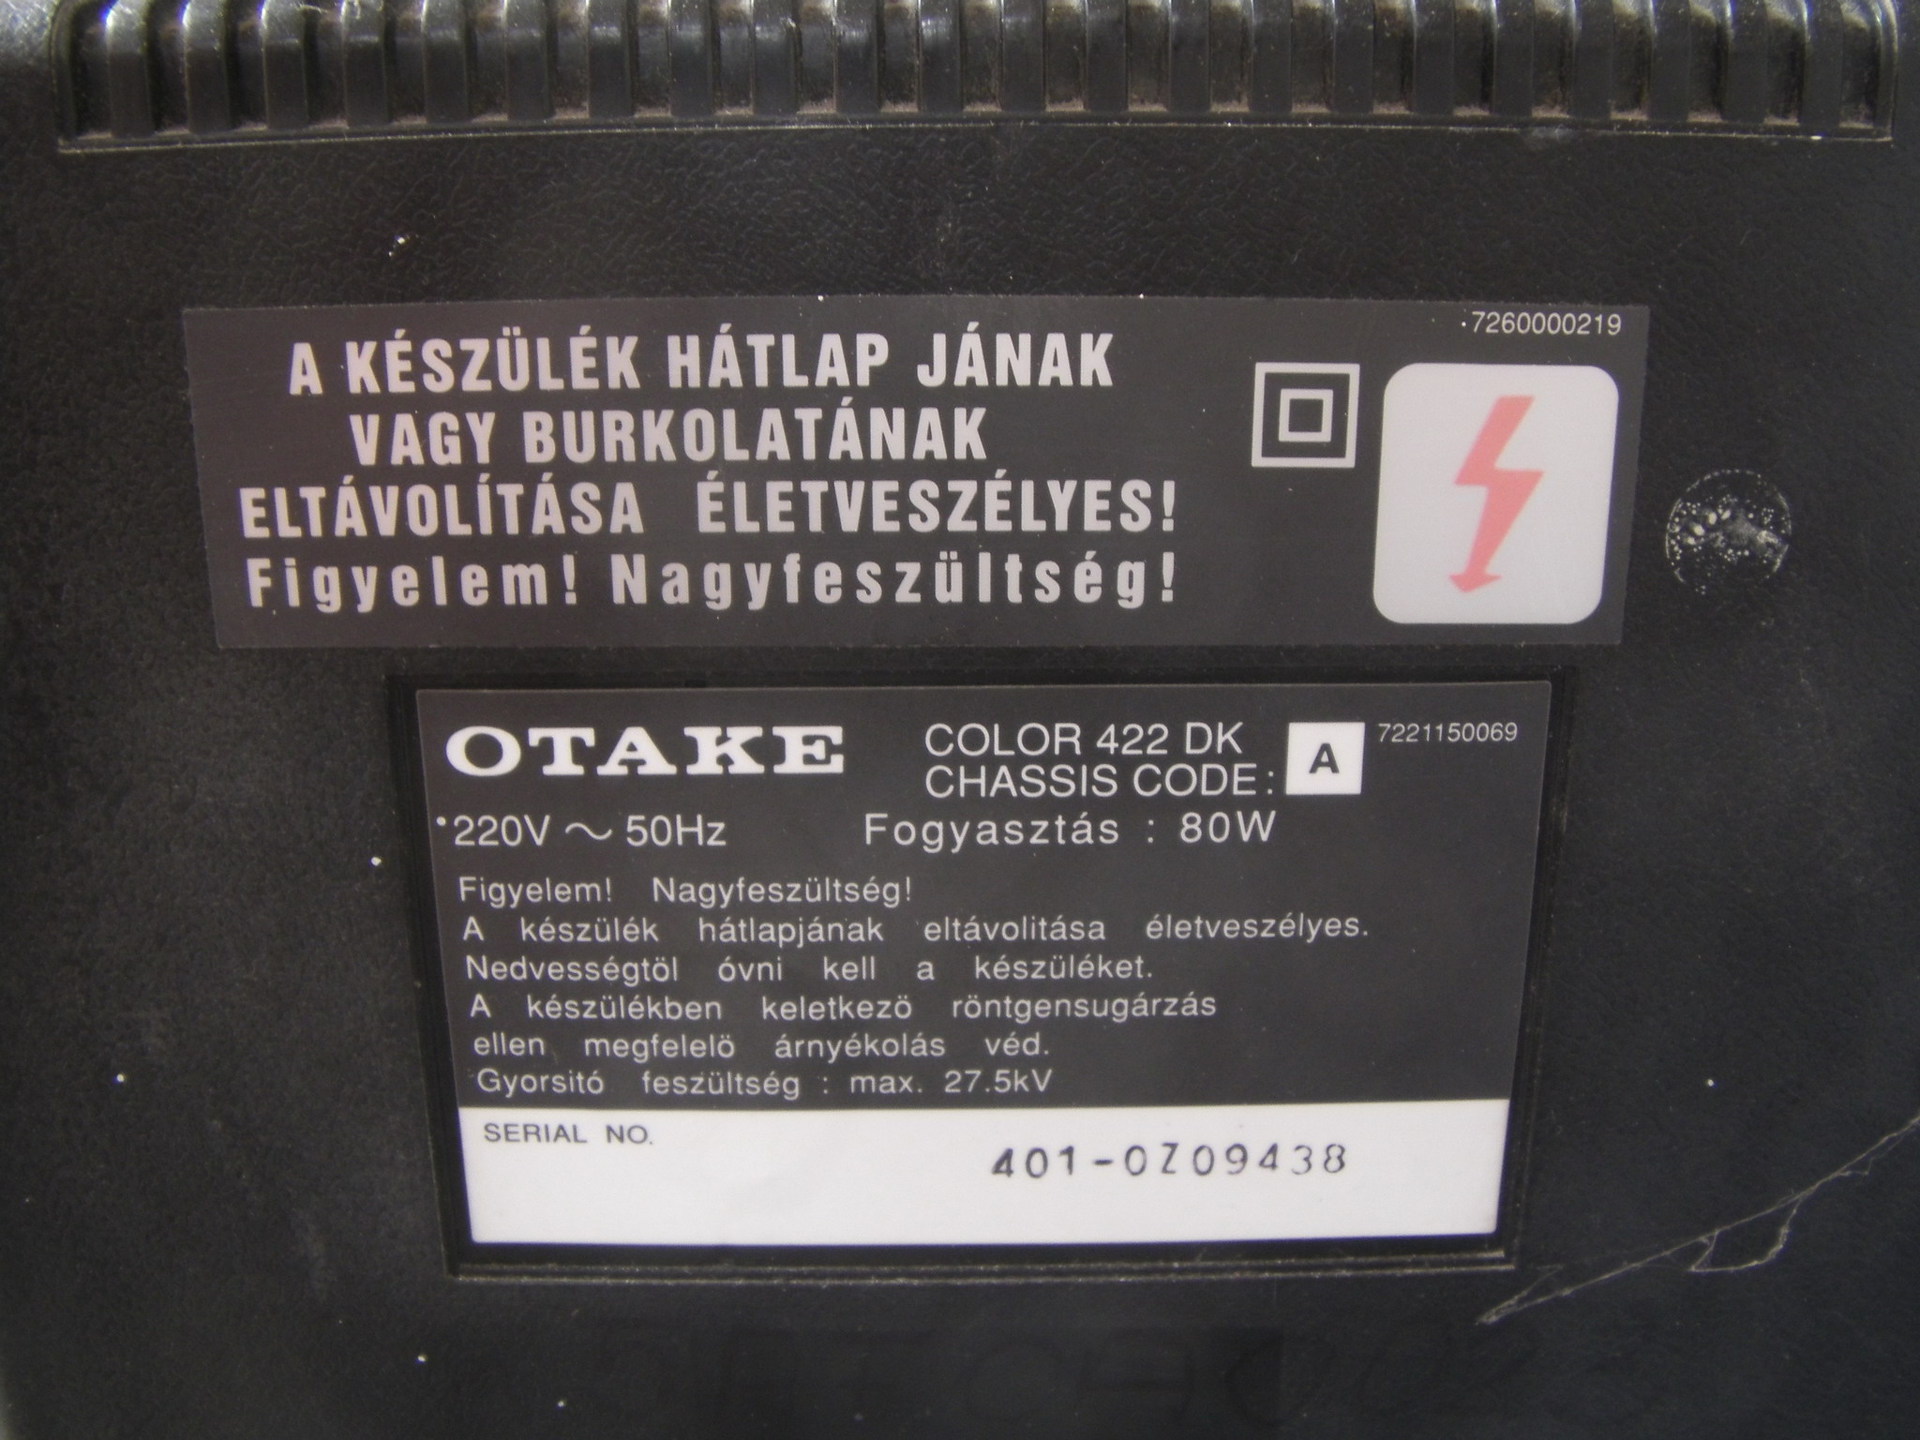 7260000219
A KÉSZÜLÉK HÁTLAP JÁNAK
VAGY BURKOLATÁNAK
ELTÁVOLÍTÁSA ÉLETVESZÉLYES!
Figyelem! Nagyfeszültség!
OTAKE
COLOR 422 DK
CHASSIS CODE: A
7221150069
220V ~ 50Hz Fogyasztás : 80W
Figyelem! Nagyfeszültség!
A készülék hátlapjának eltávolitása életveszélyes.
Nedvességtöl óvni kell a készüléket.
A készülékben keletkezö röntgensugárzás
ellen megfelelö árnyékolás véd.
Gyorsitó feszültség : max. 27.5kV
SERIAL NO.
401-0Z09438